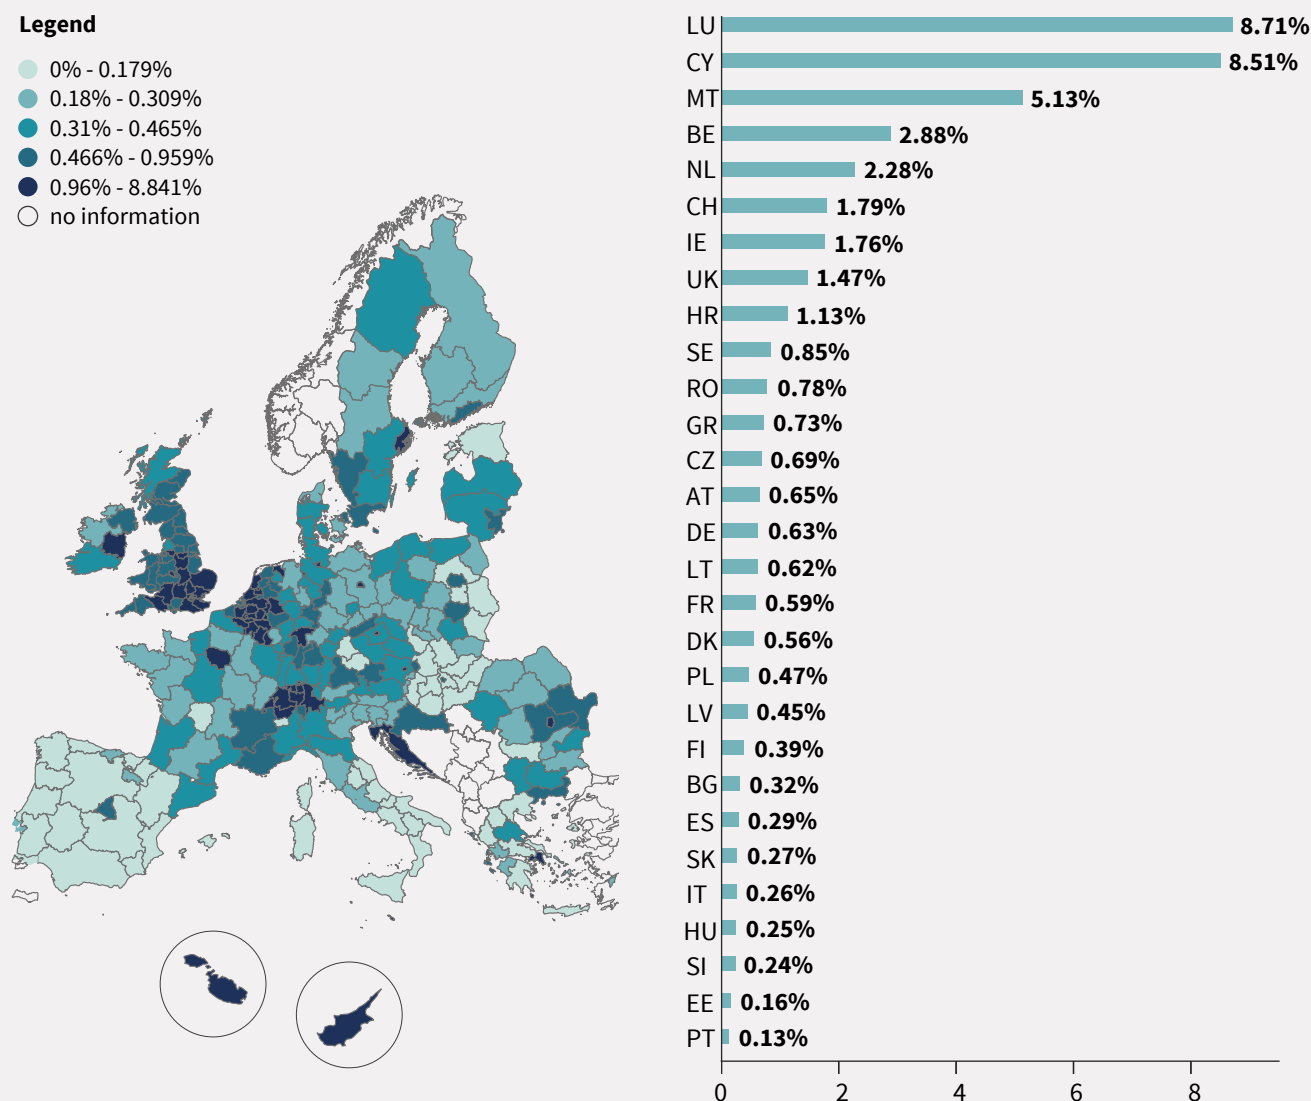 Legend
0% - 0.179%
0.18% - 0.309%
0.31% - 0.465%
0.466% - 0.959%
0.96% - 8.841%
no information
LU 8.71%
CY 8.51%
MT 5.13%
BE 2.88%
NL 2.28%
CH 1.79%
IE 1.76%
UK 1.47%
HR 1.13%
SE 0.85%
RO 0.78%
GR 0.73%
CZ 0.69%
AT 0.65%
DE 0.63%
LT 0.62%
FR 0.59%
DK 0.56%
PL 0.47%
LV 0.45%
FI 0.39%
BG 0.32%
ES 0.29%
SK 0.27%
IT 0.26%
HU 0.25%
SI 0.24%
EE 0.16%
PT 0.13%
0 2 4 6 8